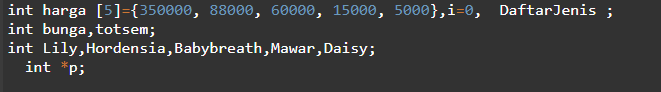 int harga [5]={350000, 88000, 60000, 15000, 5000},i=0,  DaftarJenis ;
int bunga,totsem;
int Lily,Hordensia,Babybreath,Mawar,Daisy;
  int *p;